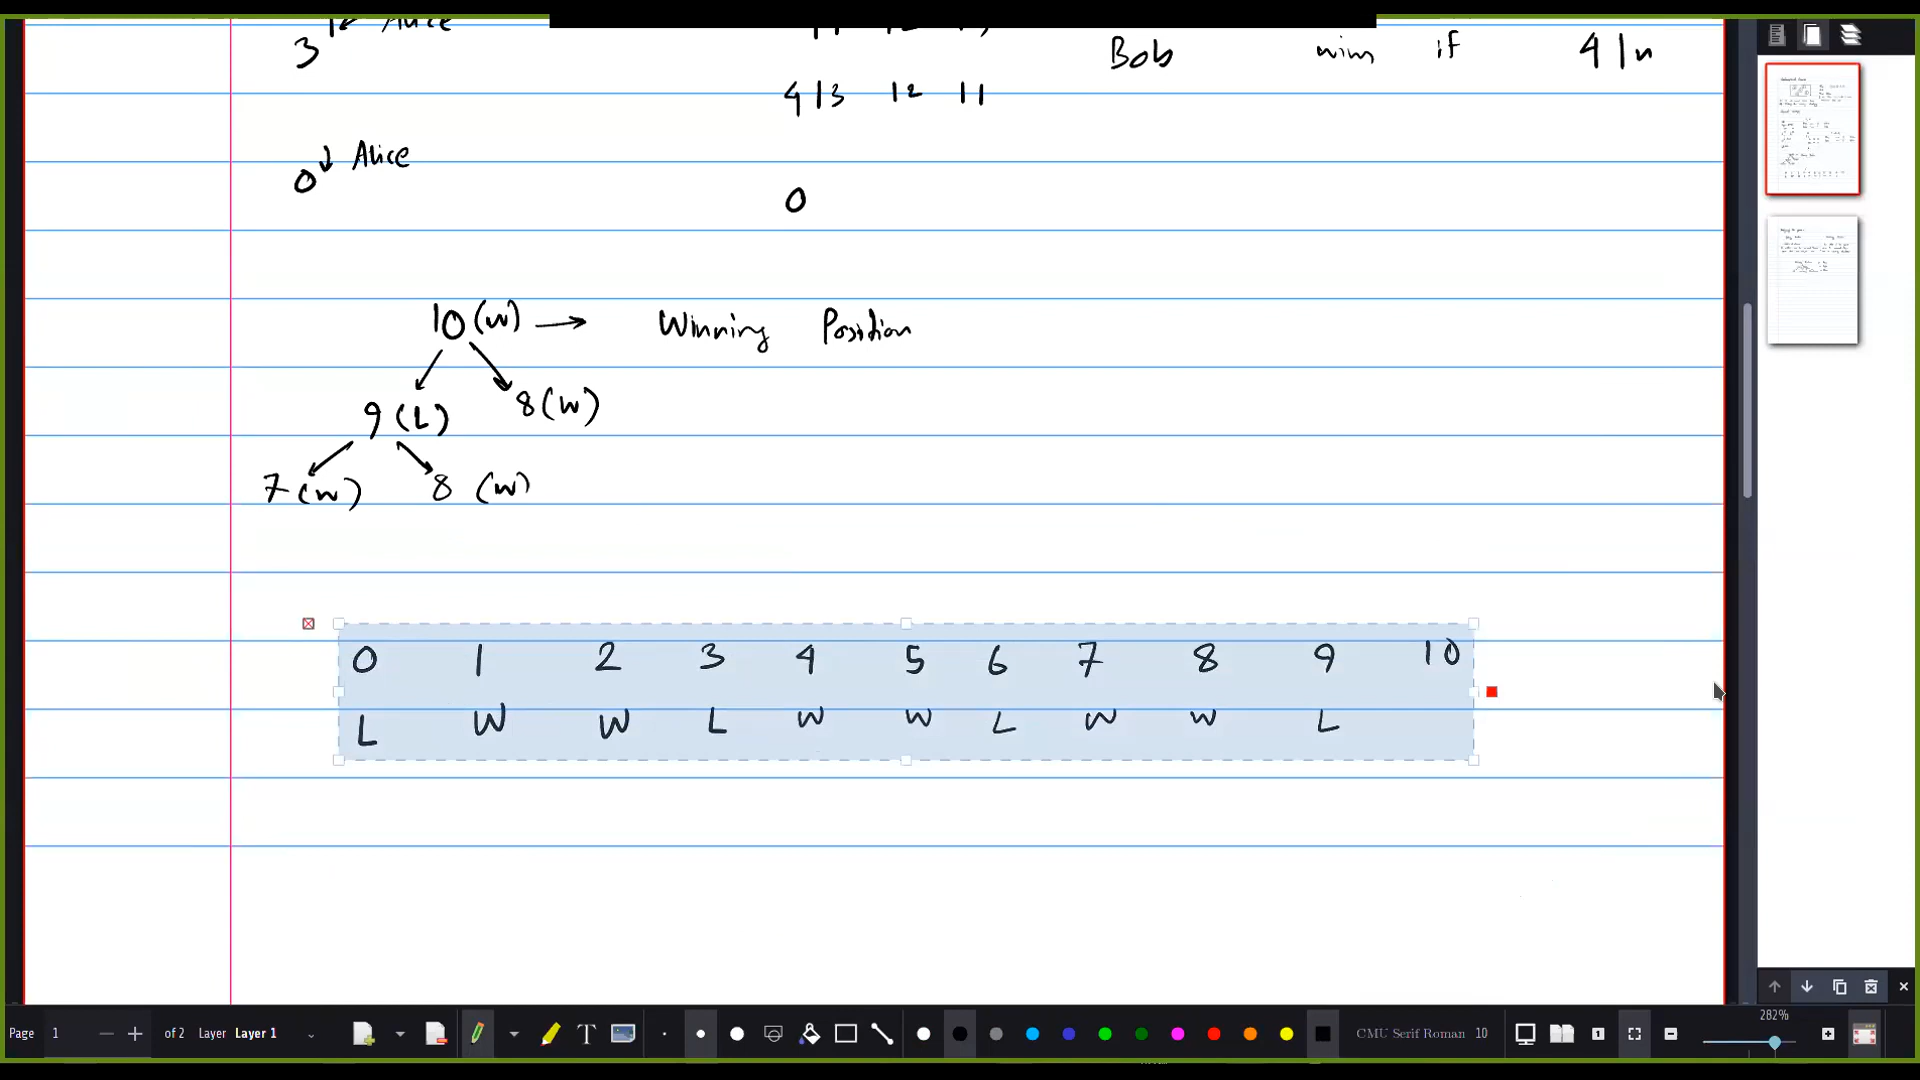 3 Alice
Bob wins if 4 | n
4 | 3 12 11
0 Alice
0
10 (W) → Winning Position
9 (L) 8 (W)
7 (W) 8 (W)
0 1 2 3 4 5 6 7 8 9 10
L W W L W W L W W L
Page 1 of 2 Layer Layer 1
CMU Serif Roman 10
282%